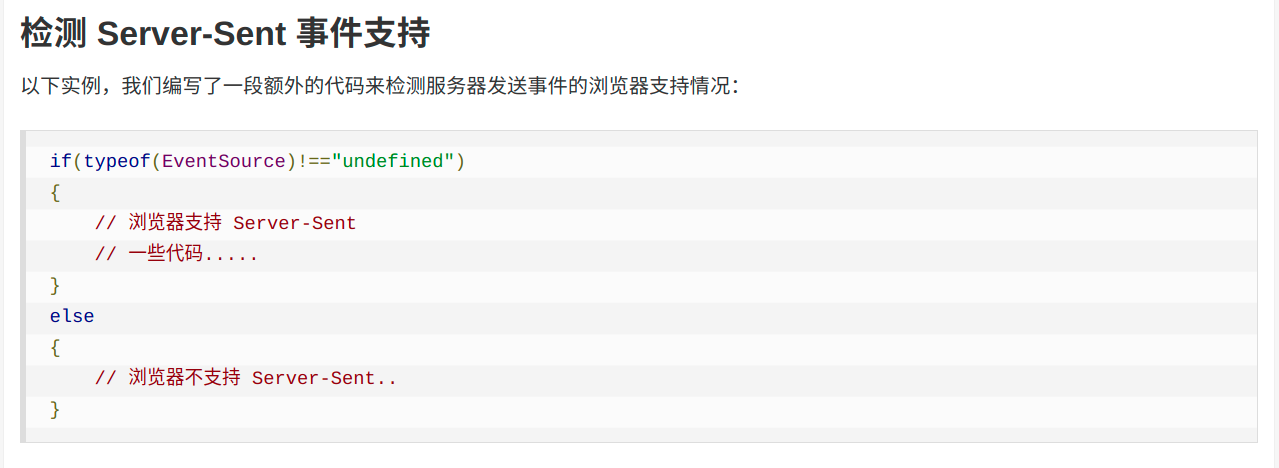 检测 Server-Sent 事件支持
以下实例，我们编写了一段额外的代码来检测服务器发送事件的浏览器支持情况：
if(typeof(EventSource)!=="undefined")
{
    // 浏览器支持 Server-Sent
    // 一些代码.....
}
else
{
    // 浏览器不支持 Server-Sent..
}